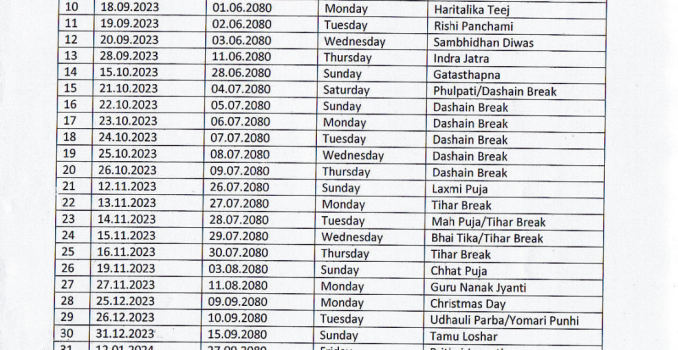 10 18.09.2023 01.06.2080 Monday Haritalika Teej
11 19.09.2023 02.06.2080 Tuesday Rishi Panchami
12 20.09.2023 03.06.2080 Wednesday Sambhidhan Diwas
13 28.09.2023 11.06.2080 Thursday Indra Jatra
14 15.10.2023 28.06.2080 Sunday Gatasthapna
15 21.10.2023 04.07.2080 Saturday Phulpati/Dashain Break
16 22.10.2023 05.07.2080 Sunday Dashain Break
17 23.10.2023 06.07.2080 Monday Dashain Break
18 24.10.2023 07.07.2080 Tuesday Dashain Break
19 25.10.2023 08.07.2080 Wednesday Dashain Break
20 26.10.2023 09.07.2080 Thursday Dashain Break
21 12.11.2023 26.07.2080 Sunday Laxmi Puja
22 13.11.2023 27.07.2080 Monday Tihar Break
23 14.11.2023 28.07.2080 Tuesday Mah Puja/Tihar Break
24 15.11.2023 29.07.2080 Wednesday Bhai Tika/Tihar Break
25 16.11.2023 30.07.2080 Thursday Tihar Break
26 19.11.2023 03.08.2080 Sunday Chhat Puja
27 27.11.2023 11.08.2080 Monday Guru Nanak Jyanti
28 25.12.2023 09.09.2080 Monday Christmas Day
29 26.12.2023 10.09.2080 Tuesday Udhauli Parba/Yomari Punhi
30 31.12.2023 15.09.2080 Sunday Tamu Loshar
31 12.01.2024 27.09.2080 Friday